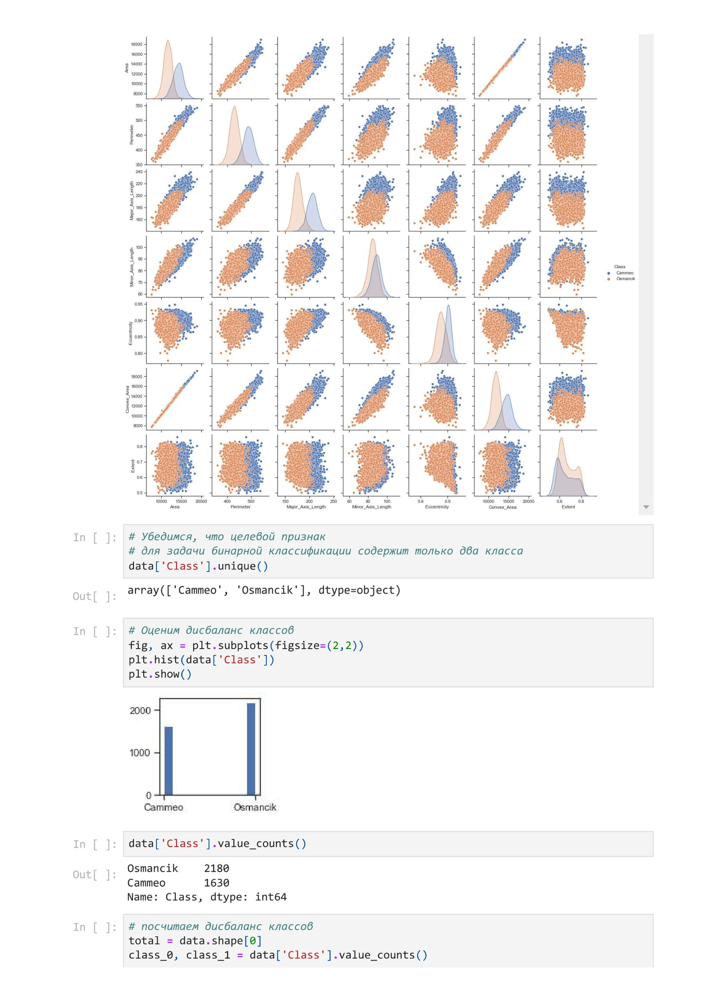 18000
16000
14000
12000
10000
8000
Area
550
500
450
400
350
Perimeter
240
220
200
180
160
Major_Axis_Length
100
90
80
70
60
Minor_Axis_Length
Class
Cammeo
Osmancik
0.95
0.90
0.85
0.80
Eccentricity
18000
16000
14000
12000
10000
8000
Convex_Area
0.8
0.7
0.6
0.5
Extent
10000 15000 20000 400 500 150 200 250 60 80 100 0.8 0.9 10000 15000 20000 0.6 0.8
Area Perimeter Major_Axis_Length Minor_Axis_Length Eccentricity Convex_Area Extent
In [ ]: # Убедимся, что целевой признак
# для задачи бинарной классификации содержит только два класса
data['Class'].unique()
Out[ ]: array(['Cammeo', 'Osmancik'], dtype=object)
In [ ]: # Оценим дисбаланс классов
fig, ax = plt.subplots(figsize=(2,2))
plt.hist(data['Class'])
plt.show()
2000
1000
0
Cammeo Osmancik
In [ ]: data['Class'].value_counts()
Out[ ]: Osmancik    2180
Cammeo      1630
Name: Class, dtype: int64
In [ ]: # посчитаем дисбаланс классов
total = data.shape[0]
class_0, class_1 = data['Class'].value_counts()